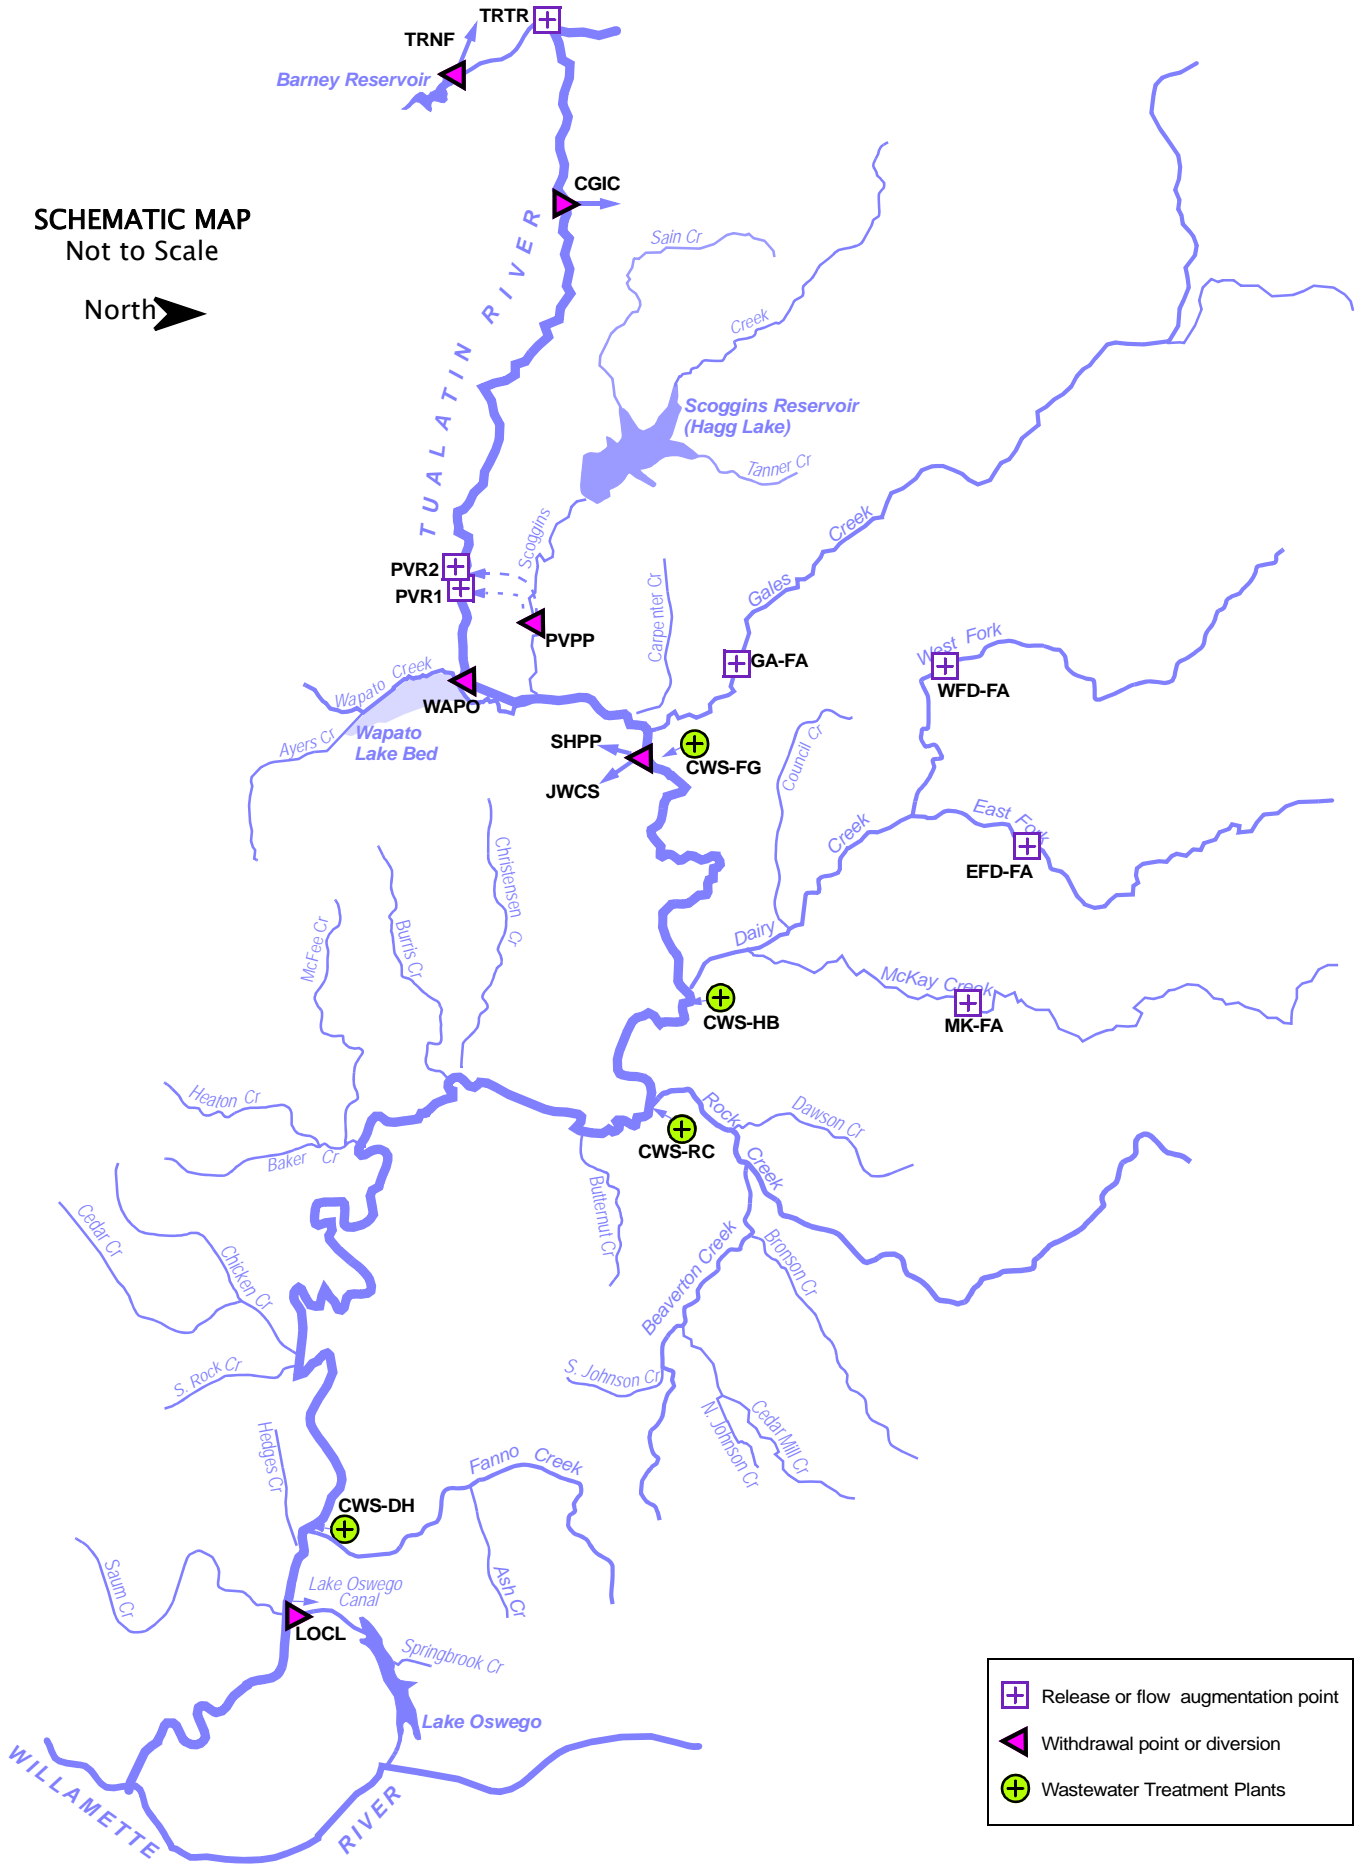 TRTR
TRNF
Barney Reservoir
CGIC
SCHEMATIC MAP
Not to Scale
North
TUALATIN RIVER
Sain Cr
Creek
Scoggins Reservoir
(Hagg Lake)
Tanner Cr
Scoggins
Creek
Gales
PVR2
PVR1
PVPP
Carpenter Cr
GA-FA
West Fork
WFD-FA
Wapato Creek
WAPO
Wapato
Lake Bed
Ayers Cr
SHPP
JWCS
CWS-FG
Council Cr
Creek
East Fork
EFD-FA
Christensen Cr
Burris Cr
McFee Cr
Dairy
McKay Creek
MK-FA
CWS-HB
Heaton Cr
Baker Cr
Rock
Creek
Dawson Cr
CWS-RC
Butternut Cr
Cedar Cr
Chicken Cr
Beaverton Creek
Bronson Cr
S. Rock Cr
S. Johnson Cr
N. Johnson Cr
Cedar Mill Cr
Hedges Cr
Fanno Creek
CWS-DH
Ash Cr
Saum Cr
Lake Oswego
Canal
LOCL
Springbrook Cr
Lake Oswego
WILLAMETTE
RIVER
Release or flow augmentation point
Withdrawal point or diversion
Wastewater Treatment Plants